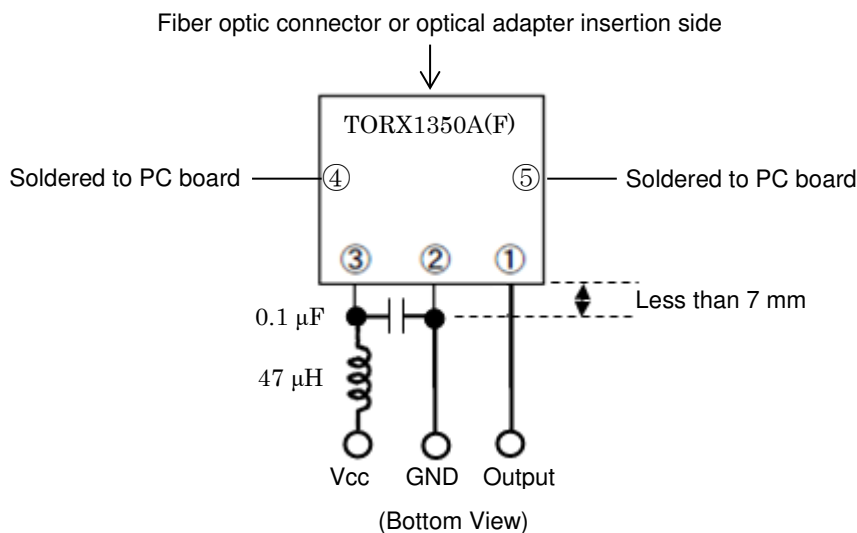 Fiber optic connector or optical adapter insertion side
TORX1350A(F)
Soldered to PC board
④
⑤
Soldered to PC board
③
②
①
0.1 μF
Less than 7 mm
47 μH
Vcc
GND
Output
(Bottom View)